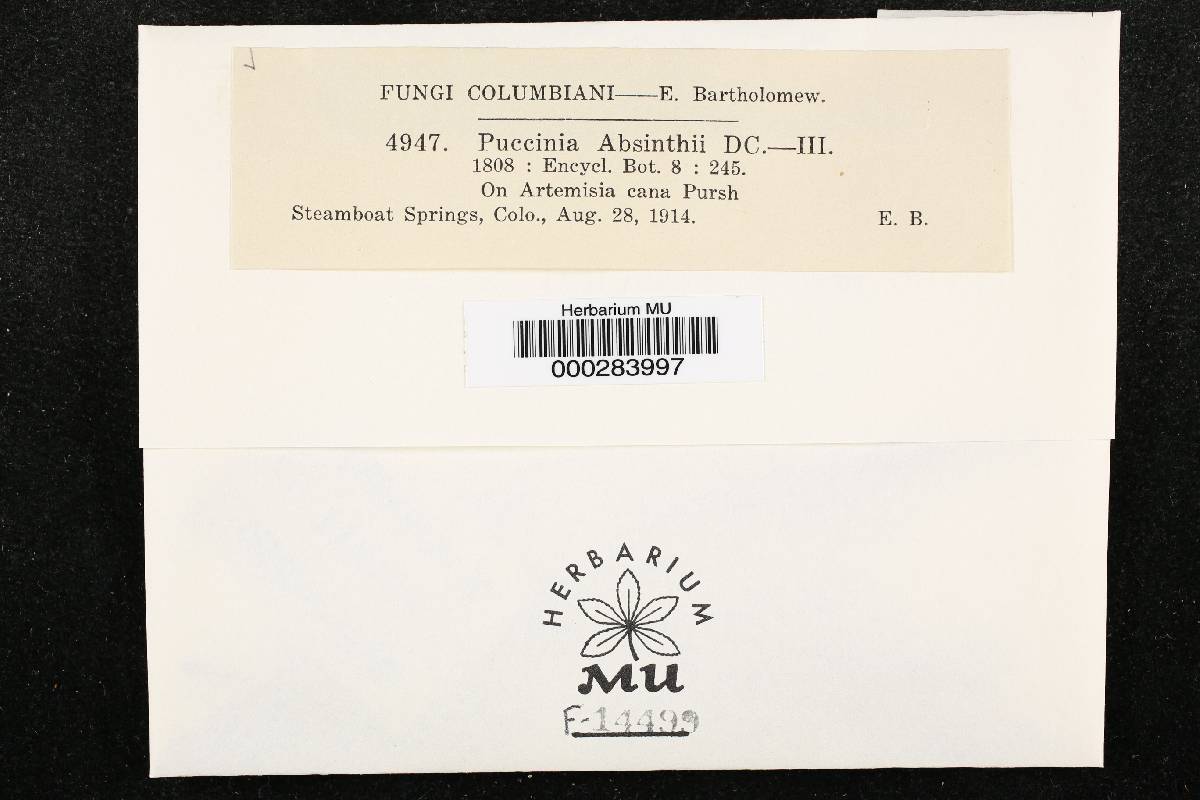 FUNGI COLUMBIANI——E. Bartholomew.
4947. Puccinia Absinthii DC.—III.
1808 : Encycl. Bot. 8 : 245.
On Artemisia cana Pursh
Steamboat Springs, Colo., Aug. 28, 1914. E. B.
Herbarium MU
000283997
HERBARIUM
MU
F-14499